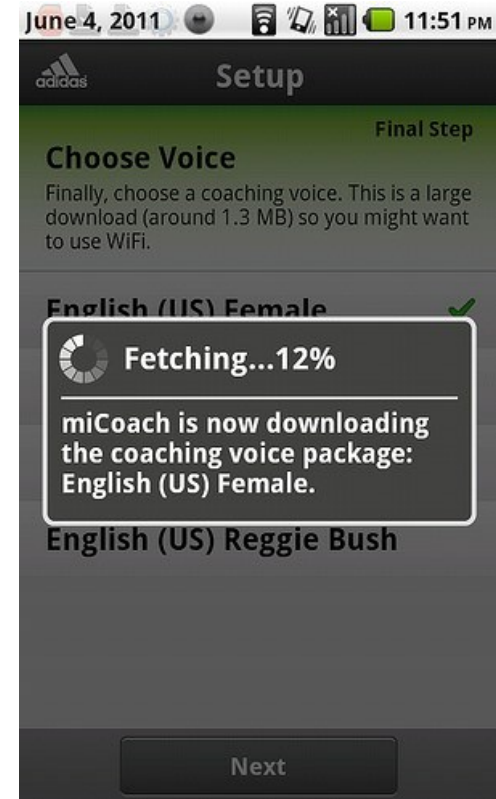 June 4, 2011 11:51 PM
adidas
Setup
Final Step
Choose Voice
Finally, choose a coaching voice. This is a large
download (around 1.3 MB) so you might want
to use WiFi.
English (US) Female
Fetching...12%
miCoach is now downloading
the coaching voice package:
English (US) Female.
English (US) Reggie Bush
Next